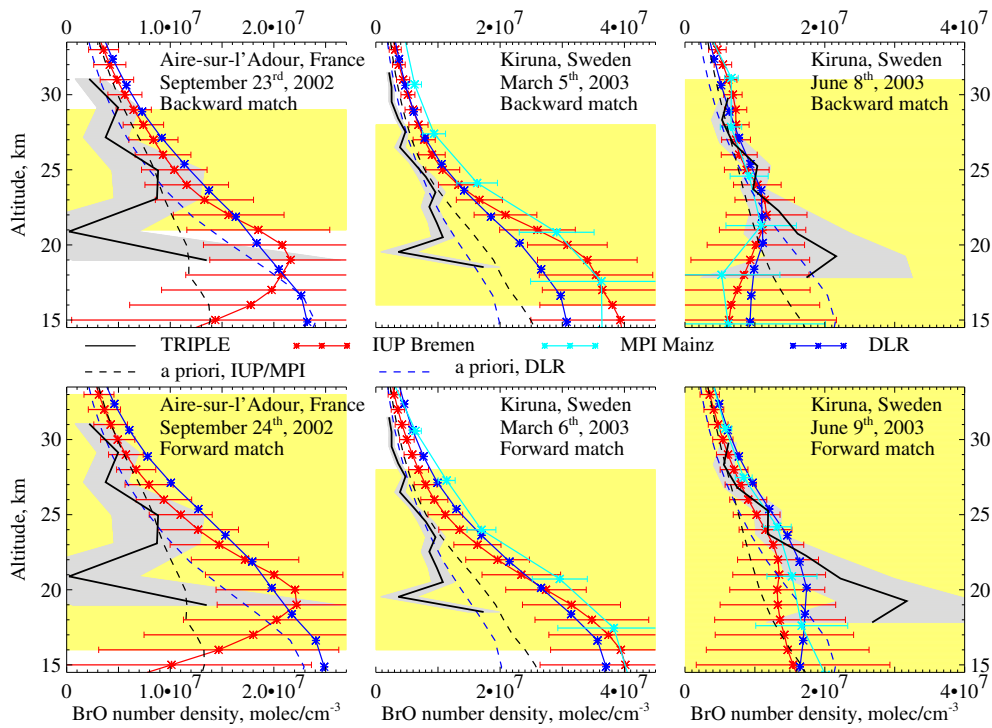 0 1.0•10⁷ 2.0•10⁷
0 2•10⁷ 4•10⁷
0 2•10⁷ 4•10⁷
Aire-sur-l'Adour, France
September 23rd, 2002
Backward match
Kiruna, Sweden
March 5th, 2003
Backward match
Kiruna, Sweden
June 8th, 2003
Backward match
Altitude, km
30
25
20
15
TRIPLE IUP Bremen MPI Mainz DLR
a priori, IUP/MPI a priori, DLR
Aire-sur-l'Adour, France
September 24th, 2002
Forward match
Kiruna, Sweden
March 6th, 2003
Forward match
Kiruna, Sweden
June 9th, 2003
Forward match
Altitude, km
30
25
20
15
30
25
20
15
Altitude, km
30
25
20
15
Altitude, km
0 1.0•10⁷ 2.0•10⁷
2•10⁷ 4•10⁷
2•10⁷ 4•10⁷
BrO number density, molec/cm⁻³
BrO number density, molec/cm⁻³
BrO number density, molec/cm⁻³